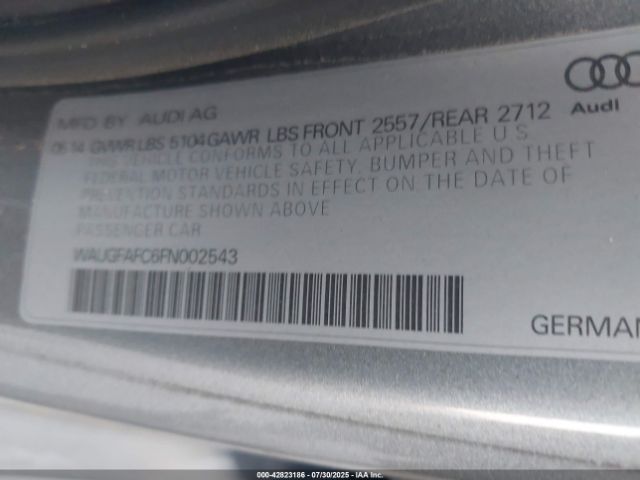 MFD BY AUDI AG
06 14 GVWR LBS 5104 GAWR LBS FRONT 2557/REAR 2712
Audi
THIS VEHICLE CONFORMS TO ALL APPLICABLE U.S.
FEDERAL MOTOR VEHICLE SAFETY, BUMPER AND THEFT
PREVENTION STANDARDS IN EFFECT ON THE DATE OF
MANUFACTURE SHOWN ABOVE
PASSENGER CAR
WAUGFAFC6FN002543
GERMAN
000-42823186 07/30/2025 - IAA Inc.